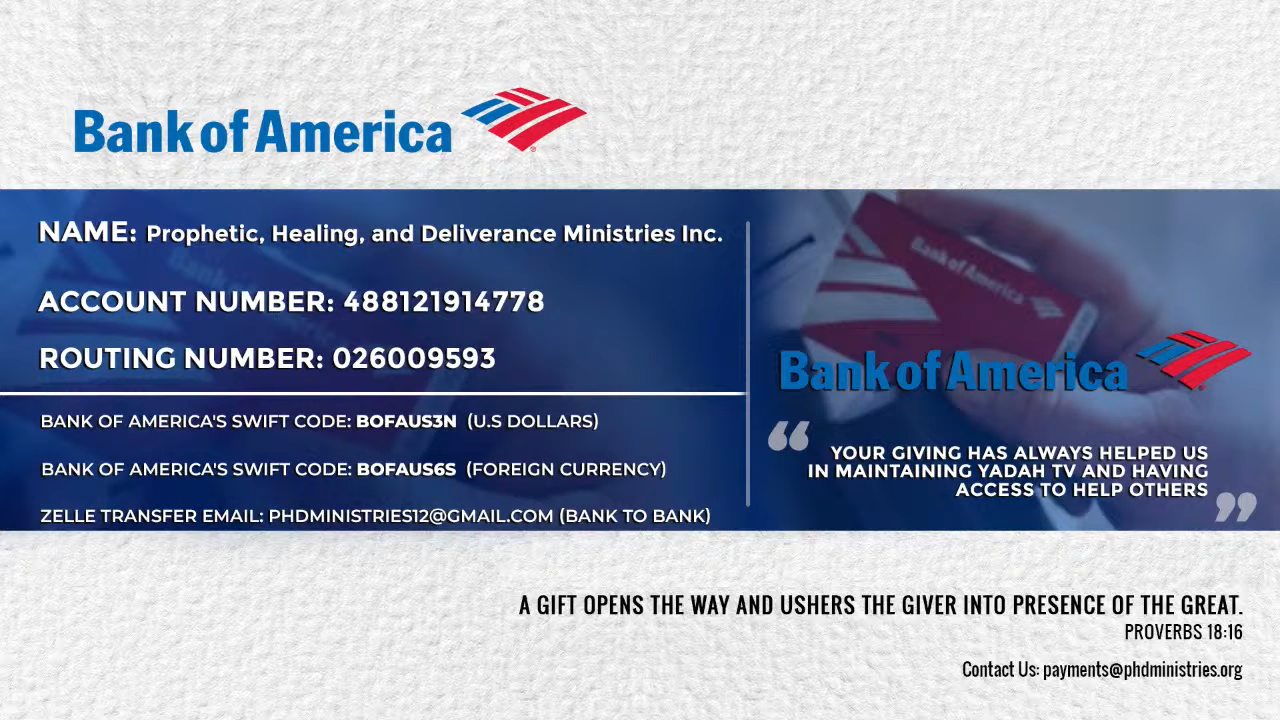 Bank of America
NAME: Prophetic, Healing, and Deliverance Ministries Inc.
ACCOUNT NUMBER: 488121914778
ROUTING NUMBER: 026009593
BANK OF AMERICA'S SWIFT CODE: BOFAUS3N (U.S DOLLARS)
BANK OF AMERICA'S SWIFT CODE: BOFAUS6S (FOREIGN CURRENCY)
ZELLE TRANSFER EMAIL: PHDMINISTRIES12@GMAIL.COM (BANK TO BANK)
Bank of America
Bank of America
“ YOUR GIVING HAS ALWAYS HELPED US
IN MAINTAINING YADAH TV AND HAVING
ACCESS TO HELP OTHERS ”
A GIFT OPENS THE WAY AND USHERS THE GIVER INTO PRESENCE OF THE GREAT.
PROVERBS 18:16
Contact Us: payments@phdministries.org